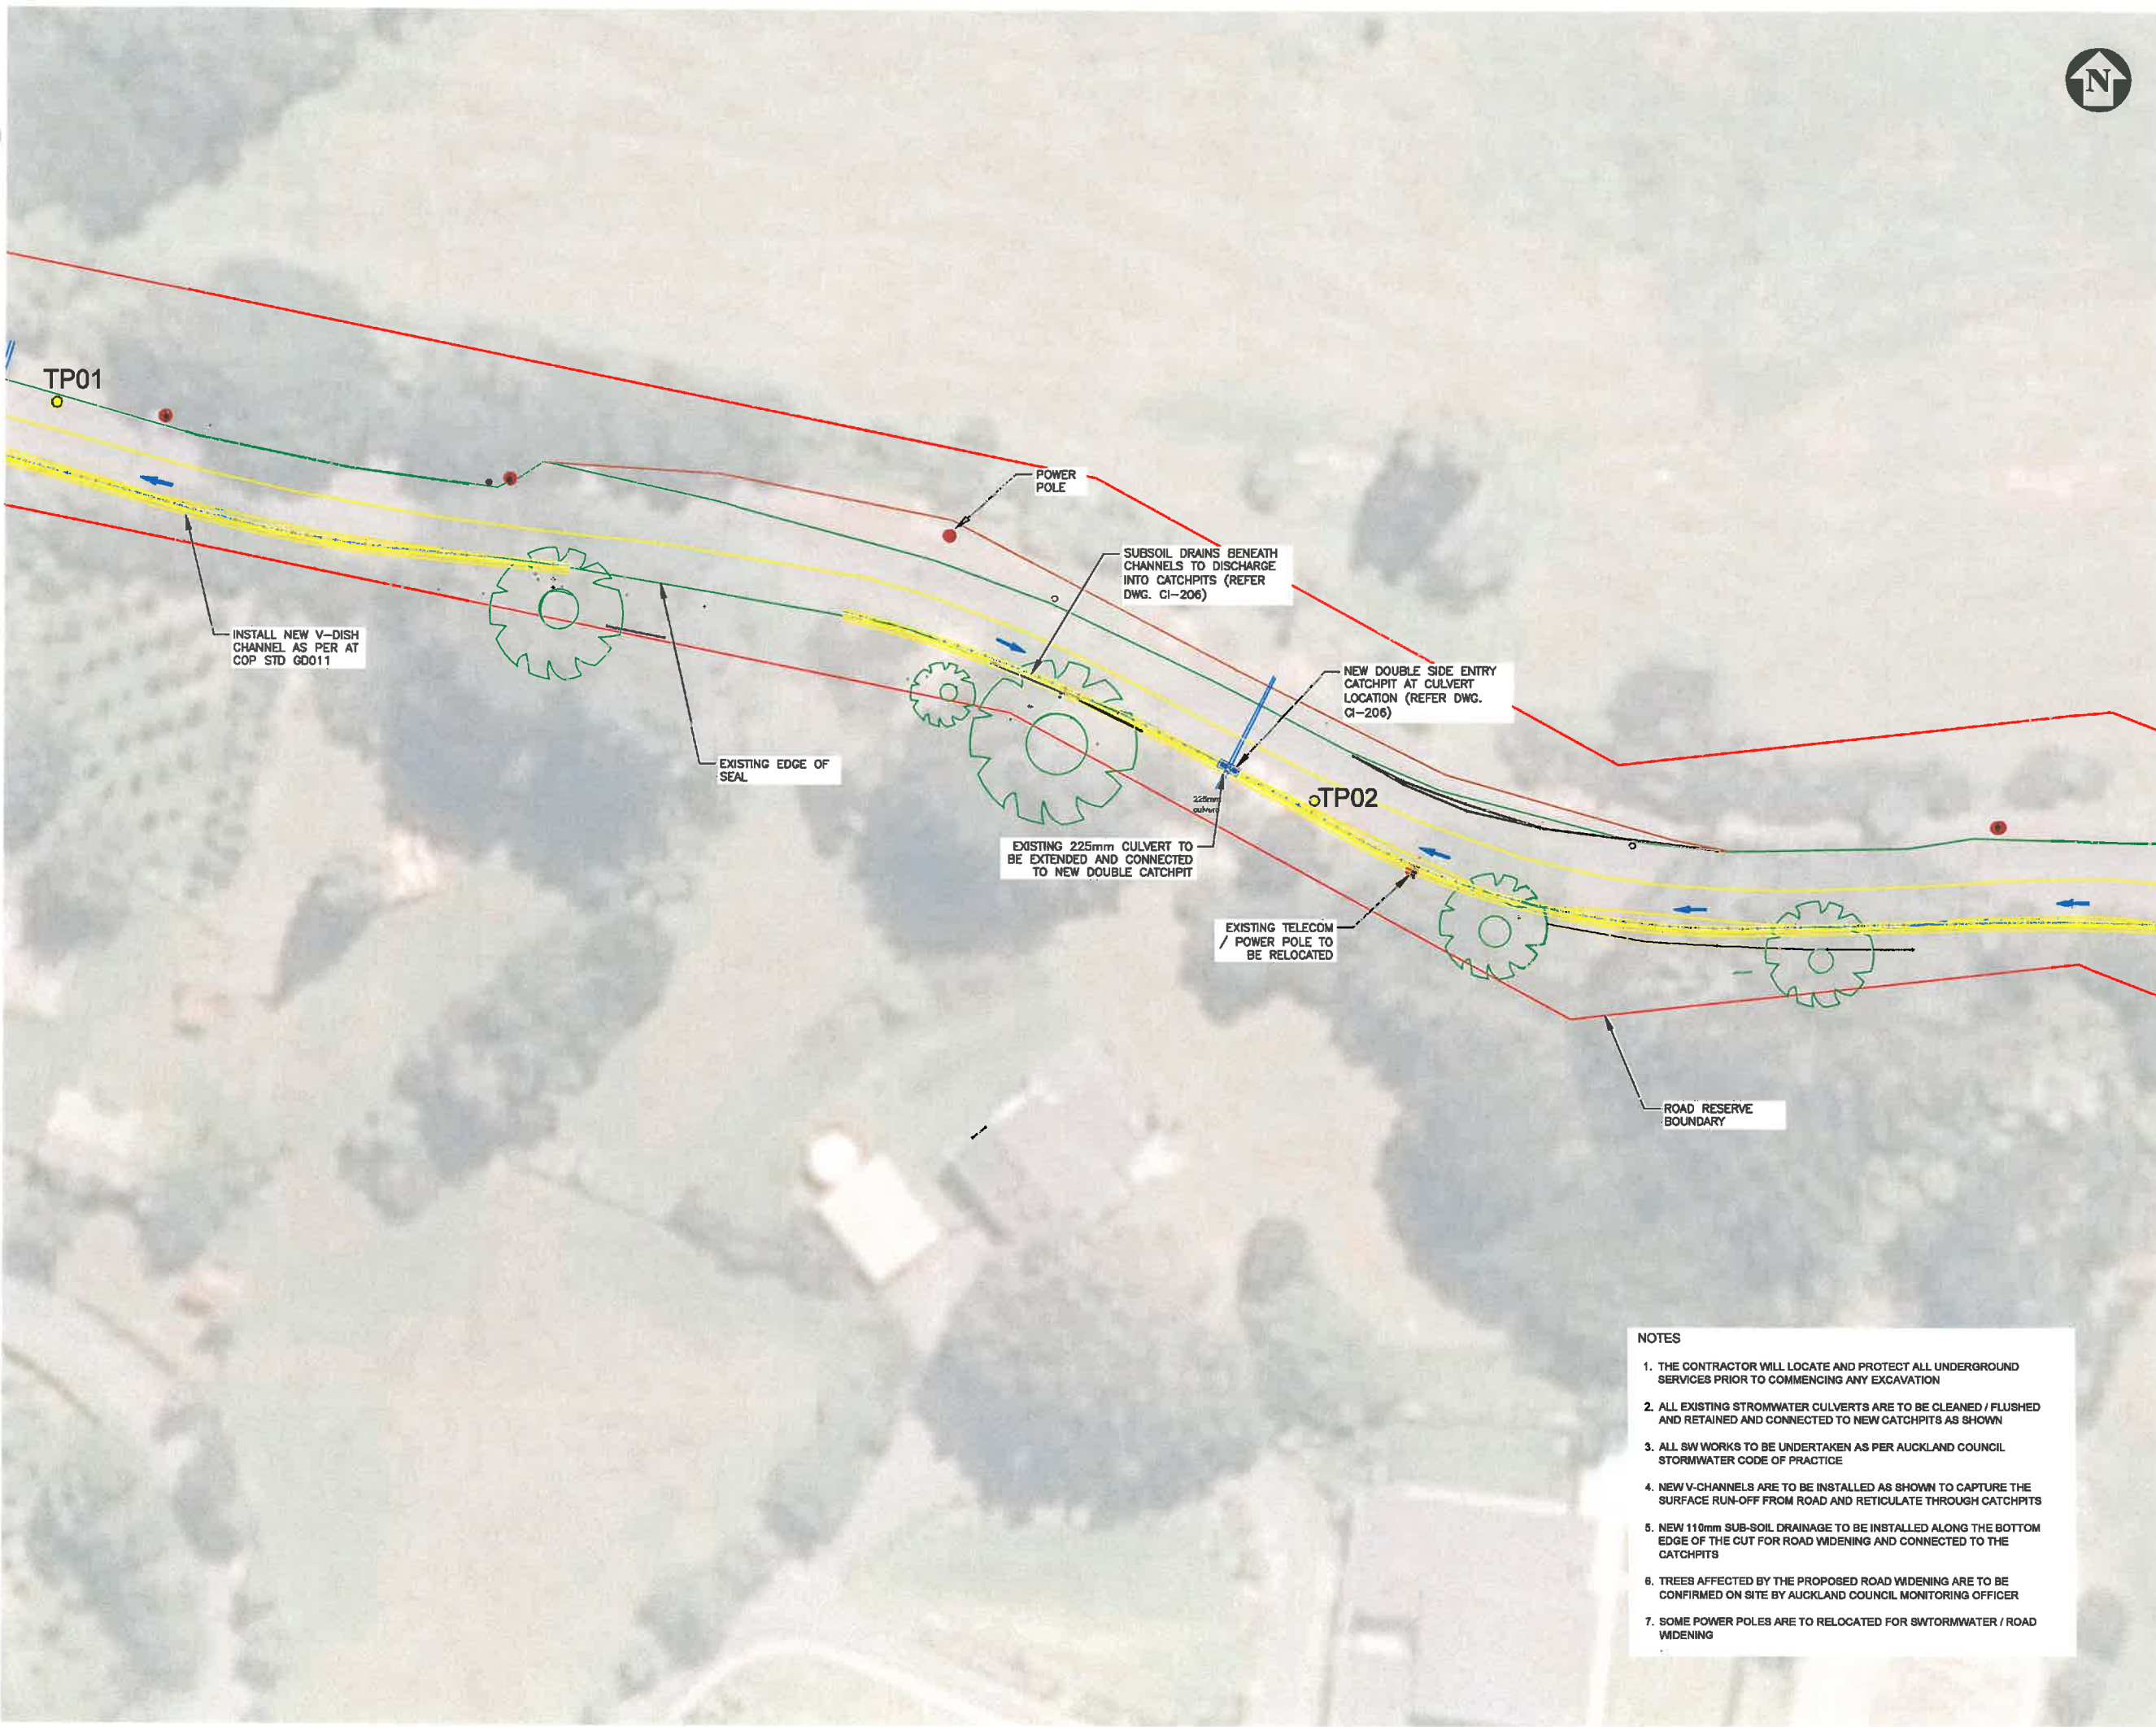 N
TP01
POWER
POLE
SUBSOIL DRAINS BENEATH
CHANNELS TO DISCHARGE
INTO CATCHPITS (REFER
DWG. CI-206)
INSTALL NEW V-DISH
CHANNEL AS PER AT
COP STD GD011
NEW DOUBLE SIDE ENTRY
CATCHPIT AT CULVERT
LOCATION (REFER DWG.
CI-206)
EXISTING EDGE OF
SEAL
225mm
culvert
TP02
EXISTING 225mm CULVERT TO
BE EXTENDED AND CONNECTED
TO NEW DOUBLE CATCHPIT
EXISTING TELECOM
/ POWER POLE TO
BE RELOCATED
ROAD RESERVE
BOUNDARY
NOTES
1. THE CONTRACTOR WILL LOCATE AND PROTECT ALL UNDERGROUND
SERVICES PRIOR TO COMMENCING ANY EXCAVATION
2. ALL EXISTING STROMWATER CULVERTS ARE TO BE CLEANED / FLUSHED
AND RETAINED AND CONNECTED TO NEW CATCHPITS AS SHOWN
3. ALL SW WORKS TO BE UNDERTAKEN AS PER AUCKLAND COUNCIL
STORMWATER CODE OF PRACTICE
4. NEW V-CHANNELS ARE TO BE INSTALLED AS SHOWN TO CAPTURE THE
SURFACE RUN-OFF FROM ROAD AND RETICULATE THROUGH CATCHPITS
5. NEW 110mm SUB-SOIL DRAINAGE TO BE INSTALLED ALONG THE BOTTOM
EDGE OF THE CUT FOR ROAD WIDENING AND CONNECTED TO THE
CATCHPITS
6. TREES AFFECTED BY THE PROPOSED ROAD WIDENING ARE TO BE
CONFIRMED ON SITE BY AUCKLAND COUNCIL MONITORING OFFICER
7. SOME POWER POLES ARE TO RELOCATED FOR SWTORMWATER / ROAD
WIDENING